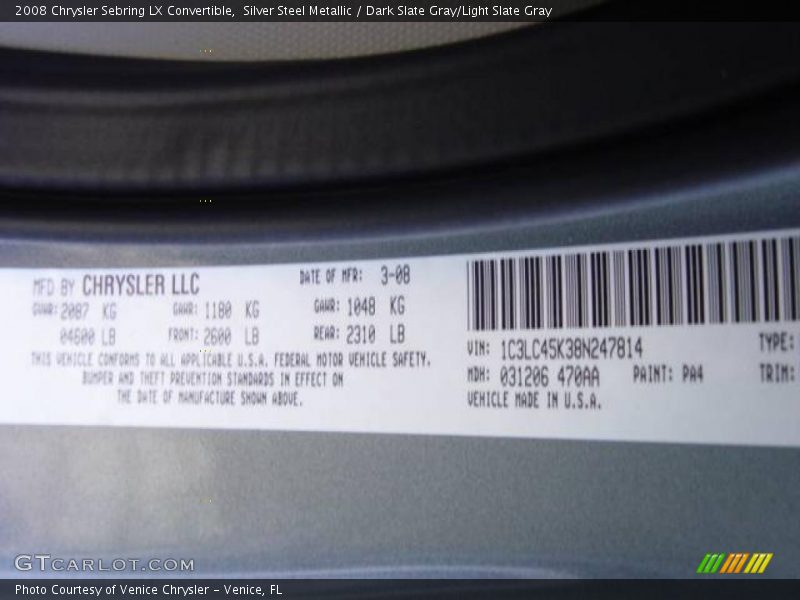 2008 Chrysler Sebring LX Convertible, Silver Steel Metallic / Dark Slate Gray/Light Slate Gray
MFD BY CHRYSLER LLC DATE OF MFR: 3-08
GVWR: 2087 KG GAWR: 1180 KG GAWR: 1048 KG
04600 LB FRONT: 2600 LB REAR: 2310 LB
THIS VEHICLE CONFORMS TO ALL APPLICABLE U.S.A. FEDERAL MOTOR VEHICLE SAFETY.
BUMPER AND THEFT PREVENTION STANDARDS IN EFFECT ON
THE DATE OF MANUFACTURE SHOWN ABOVE.
VIN: 1C3LC45K38N247814 TYPE:
MDH: 031206 470AA PAINT: PA4 TRIM:
VEHICLE MADE IN U.S.A.
GTCARLOT.COM
Photo Courtesy of Venice Chrysler - Venice, FL